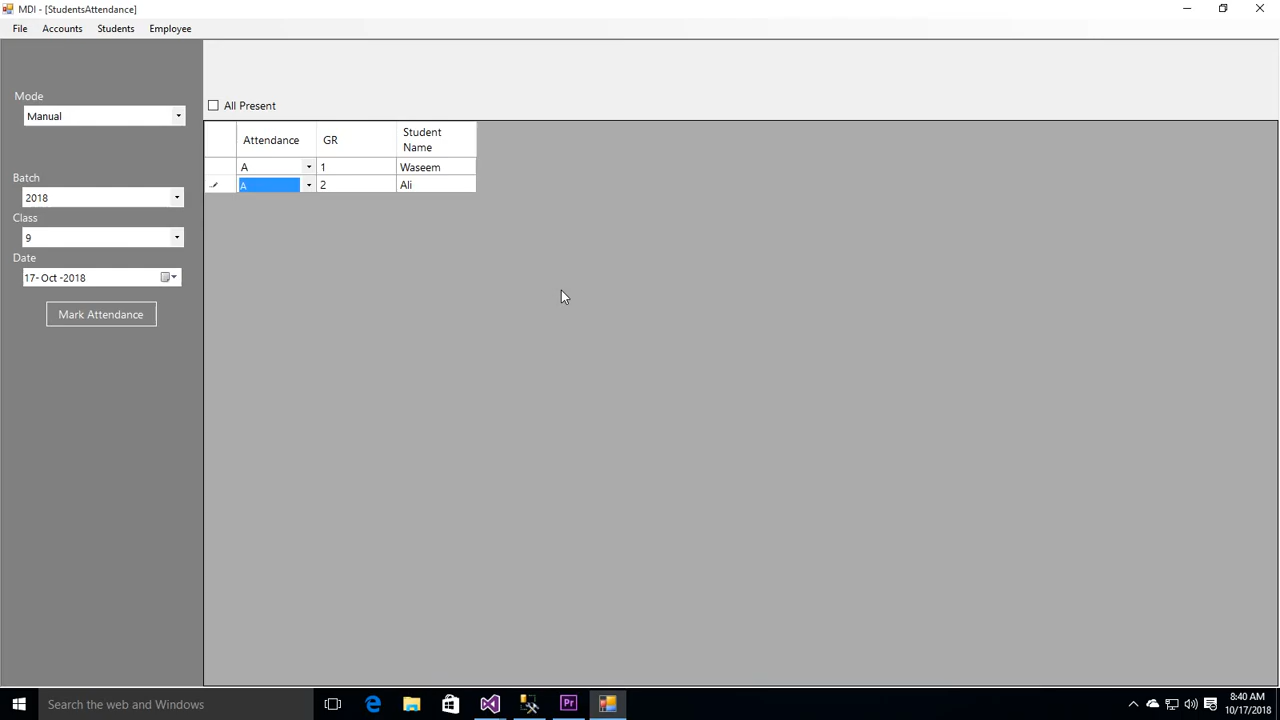 MDI - [StudentsAttendance]
File Accounts Students Employee
Mode
Manual
Batch
2018
Class
9
Date
17- Oct -2018
Mark Attendance
All Present
Attendance GR Student Name
A 1 Waseem
A 2 Ali
Search the web and Windows
Pr
8:40 AM
10/17/2018